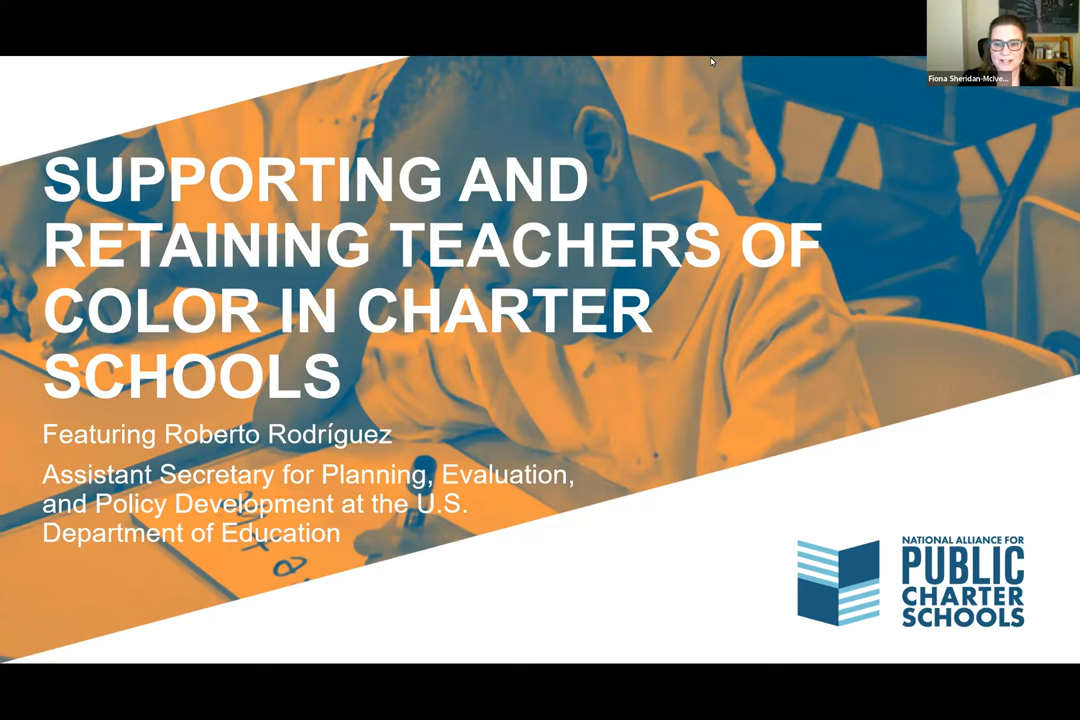 Fiona Sheridan-McIve...
SUPPORTING AND
RETAINING TEACHERS OF
COLOR IN CHARTER
SCHOOLS
Featuring Roberto Rodríguez
Assistant Secretary for Planning, Evaluation,
and Policy Development at the U.S.
Department of Education
NATIONAL ALLIANCE FOR
PUBLIC
CHARTER
SCHOOLS